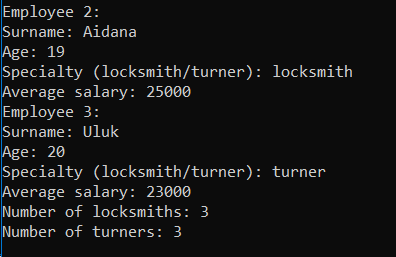 Employee 2:
Surname: Aidana
Age: 19
Specialty (locksmith/turner): locksmith
Average salary: 25000
Employee 3:
Surname: Uluk
Age: 20
Specialty (locksmith/turner): turner
Average salary: 23000
Number of locksmiths: 3
Number of turners: 3